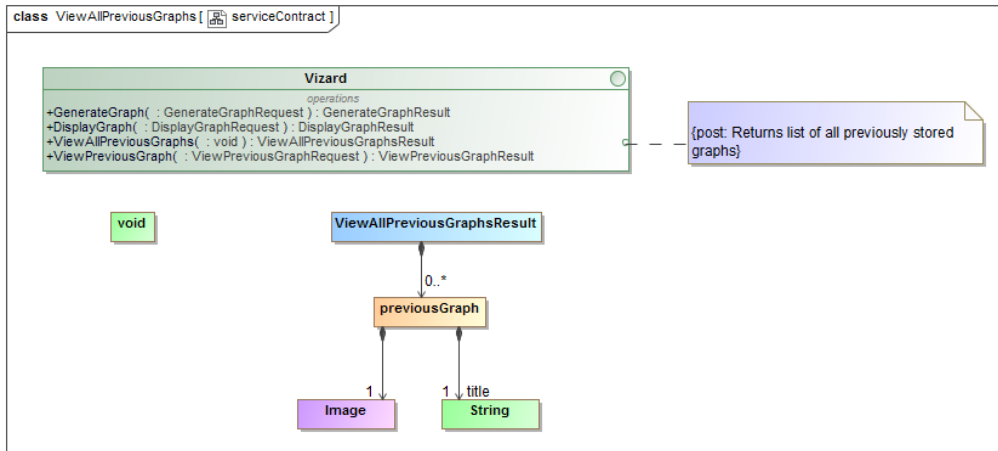 class ViewAllPreviousGraphs [ serviceContract ]
Vizard
operations
+GenerateGraph( : GenerateGraphRequest ) : GenerateGraphResult
+DisplayGraph( : DisplayGraphRequest ) : DisplayGraphResult
+ViewAllPreviousGraphs( : void ) : ViewAllPreviousGraphsResult
+ViewPreviousGraph( : ViewPreviousGraphRequest ) : ViewPreviousGraphResult
{post: Returns list of all previously stored
graphs}
void
ViewAllPreviousGraphsResult
0..*
previousGraph
1
1 title
Image
String